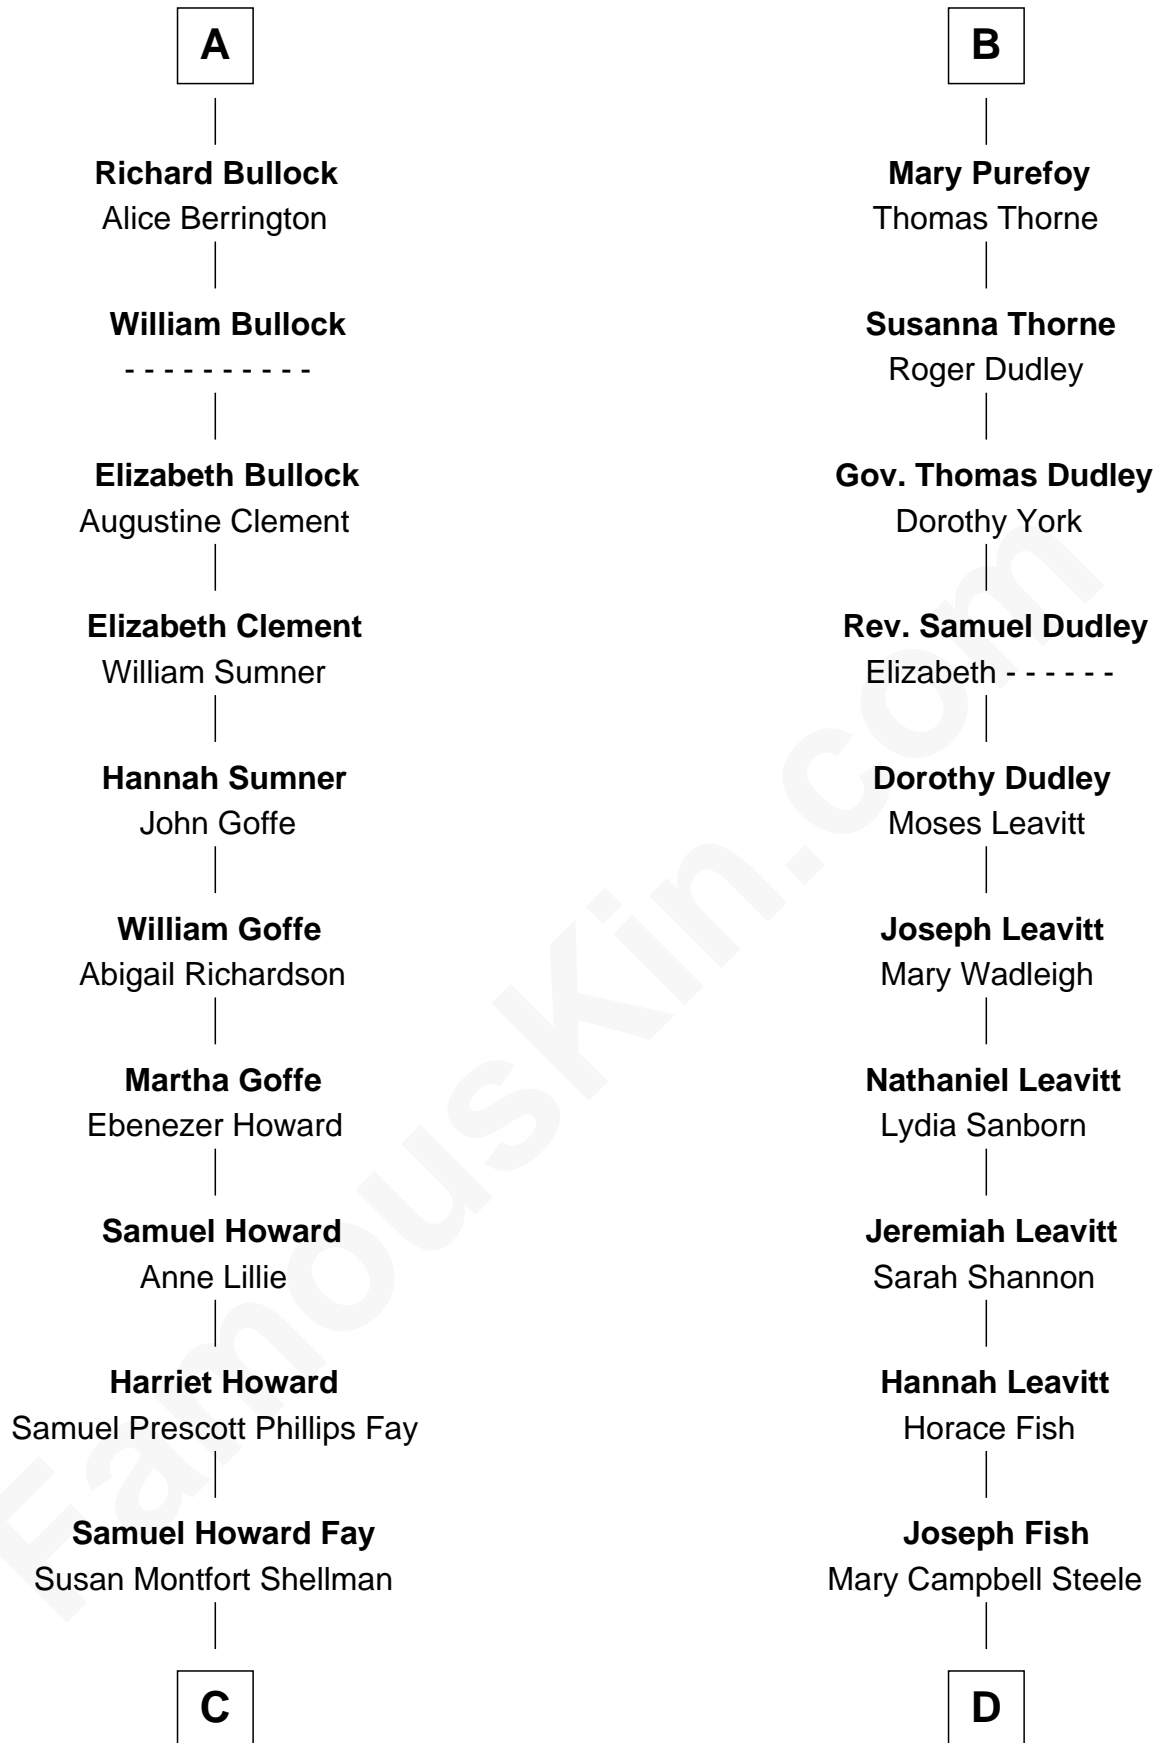 A
Richard Bullock
Alice Berrington
William Bullock
- - - - - - - - - -
Elizabeth Bullock
Augustine Clement
Elizabeth Clement
William Sumner
Hannah Sumner
John Goffe
William Goffe
Abigail Richardson
Martha Goffe
Ebenezer Howard
Samuel Howard
Anne Lillie
Harriet Howard
Samuel Prescott Phillips Fay
Samuel Howard Fay
Susan Montfort Shellman
C
B
Mary Purefoy
Thomas Thorne
Susanna Thorne
Roger Dudley
Gov. Thomas Dudley
Dorothy York
Rev. Samuel Dudley
Elizabeth - - - - - -
Dorothy Dudley
Moses Leavitt
Joseph Leavitt
Mary Wadleigh
Nathaniel Leavitt
Lydia Sanborn
Jeremiah Leavitt
Sarah Shannon
Hannah Leavitt
Horace Fish
Joseph Fish
Mary Campbell Steele
D
FamousKin.com